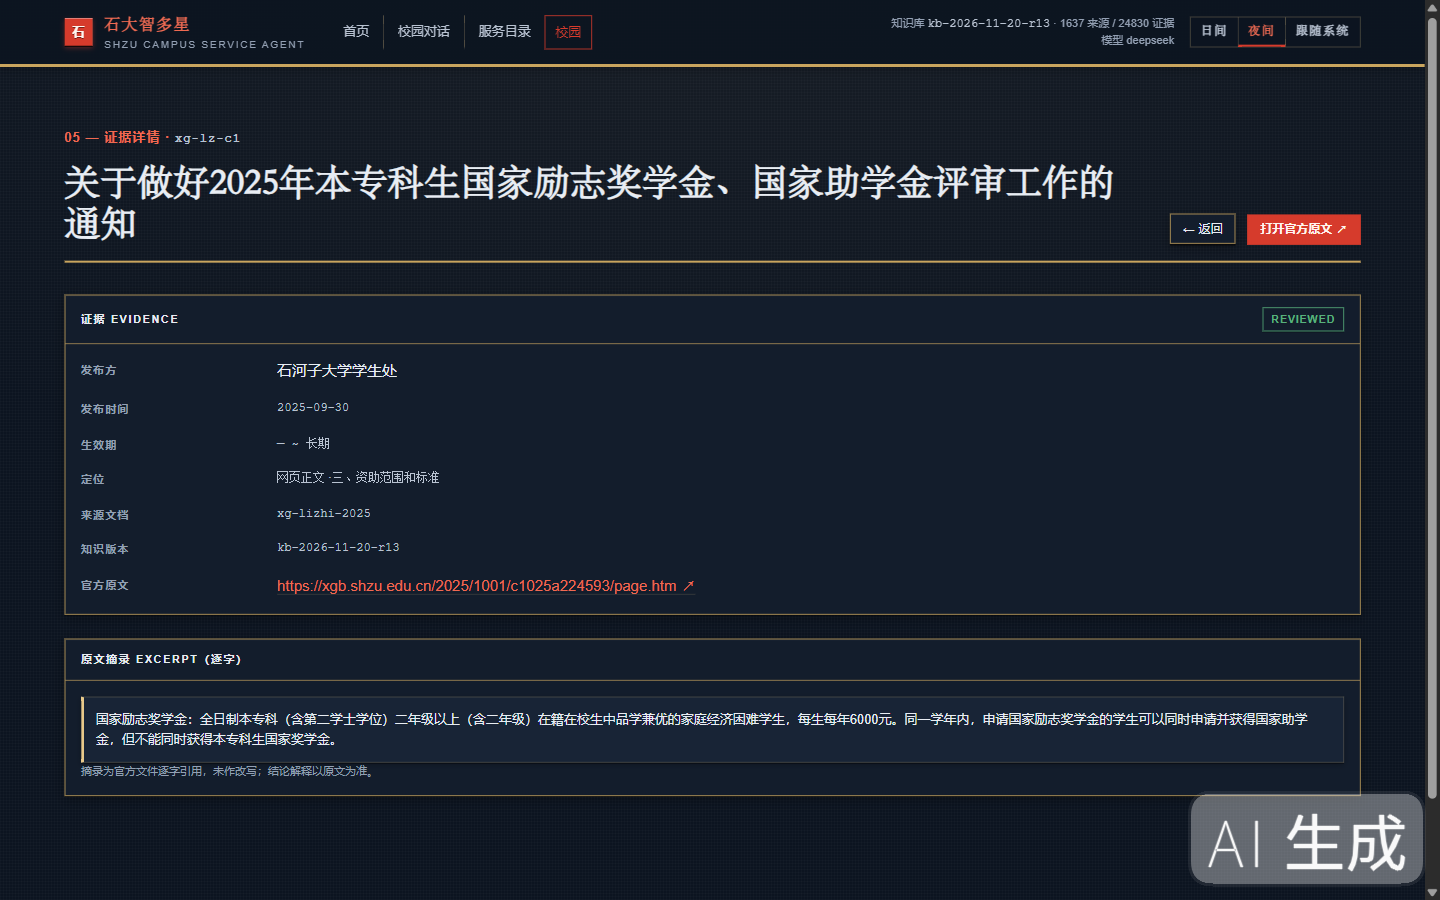 石
石大智多星
SHZU CAMPUS SERVICE AGENT
首页
校园对话
服务目录
校园
知识库 kb-2026-11-20-r13 · 1637 来源 / 24830 证据
模型 deepseek
日间
夜间
跟随系统
05 — 证据详情 · xg-lz-c1
关于做好2025年本专科生国家励志奖学金、国家助学金评审工作的
通知
← 返回
打开官方原文 ↗
证据 EVIDENCE
REVIEWED
发布方
石河子大学学生处
发布时间
2025-09-30
生效期
— ~ 长期
定位
网页正文 ·三、资助范围和标准
来源文档
xg-lizhi-2025
知识版本
kb-2026-11-20-r13
官方原文
https://xgb.shzu.edu.cn/2025/1001/c1025a224593/page.htm ↗
原文摘录 EXCERPT (逐字)
国家励志奖学金：全日制本专科（含第二学士学位）二年级以上（含二年级）在籍在校生中品学兼优的家庭经济困难学生，每生每年6000元。同一学年内，申请国家励志奖学金的学生可以同时申请并获得国家助学
金，但不能同时获得本专科生国家奖学金。
摘录为官方文件逐字引用，未作改写；结论解释以原文为准。
AI 生成